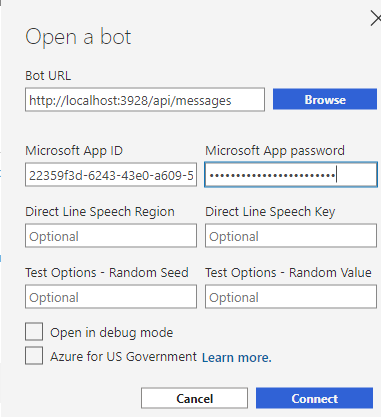 Open a bot
Bot URL
http://localhost:3928/api/messages
Browse
Microsoft App ID
Microsoft App password
22359f3d-6243-43e0-a609-5
••••••••••••••••••••••••
Direct Line Speech Region
Direct Line Speech Key
Optional
Optional
Test Options - Random Seed
Test Options - Random Value
Optional
Optional
Open in debug mode
Azure for US Government Learn more.
Cancel
Connect